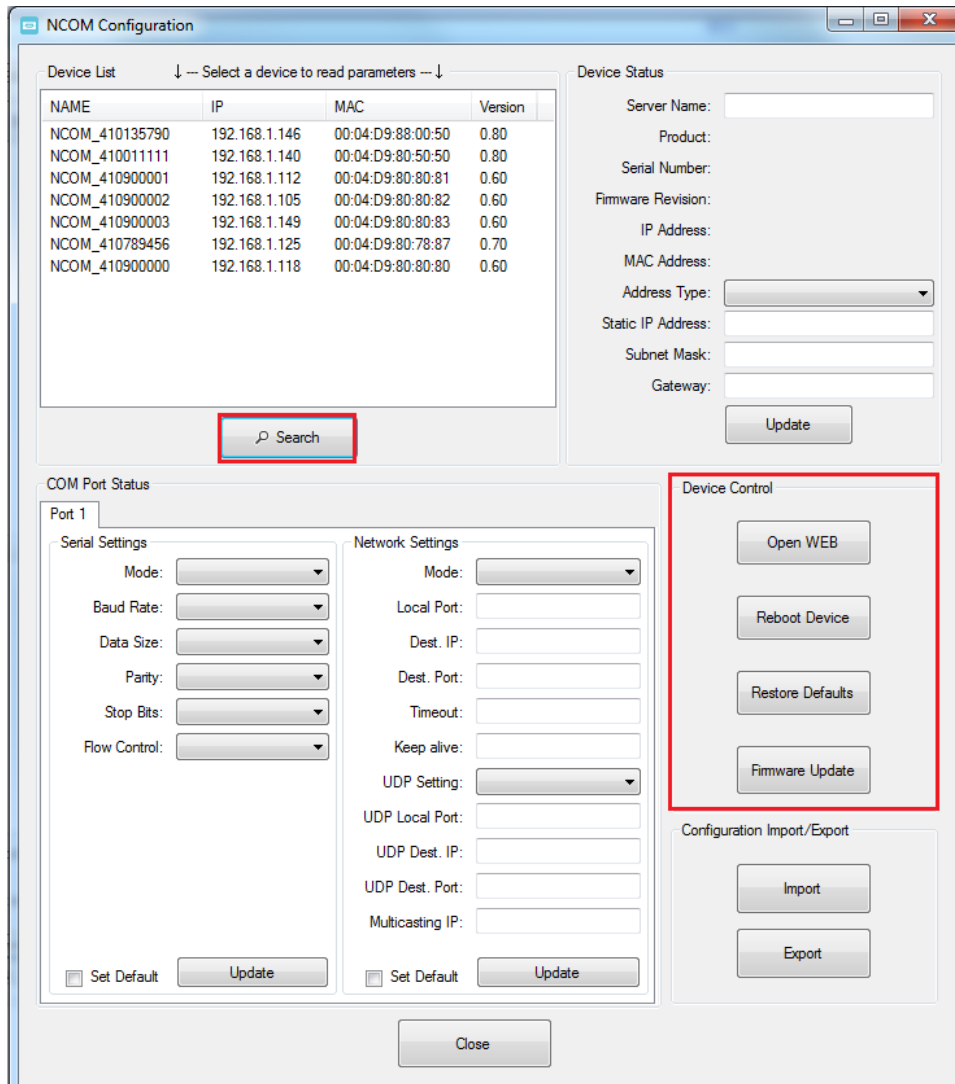 NCOM Configuration
Device List ↓ --- Select a device to read parameters --- ↓
NAME IP MAC Version
NCOM_410135790 192.168.1.146 00:04:D9:88:00:50 0.80
NCOM_410011111 192.168.1.140 00:04:D9:80:50:50 0.80
NCOM_410900001 192.168.1.112 00:04:D9:80:80:81 0.60
NCOM_410900002 192.168.1.105 00:04:D9:80:80:82 0.60
NCOM_410900003 192.168.1.149 00:04:D9:80:80:83 0.60
NCOM_410789456 192.168.1.125 00:04:D9:80:78:87 0.70
NCOM_410900000 192.168.1.118 00:04:D9:80:80:80 0.60
Search
Device Status
Server Name:
Product:
Serial Number:
Firmware Revision:
IP Address:
MAC Address:
Address Type:
Static IP Address:
Subnet Mask:
Gateway:
Update
COM Port Status
Port 1
Serial Settings
Mode:
Baud Rate:
Data Size:
Parity:
Stop Bits:
Flow Control:
Set Default Update
Network Settings
Mode:
Local Port:
Dest. IP:
Dest. Port:
Timeout:
Keep alive:
UDP Setting:
UDP Local Port:
UDP Dest. IP:
UDP Dest. Port:
Multicasting IP:
Set Default Update
Device Control
Open WEB
Reboot Device
Restore Defaults
Firmware Update
Configuration Import/Export
Import
Export
Close